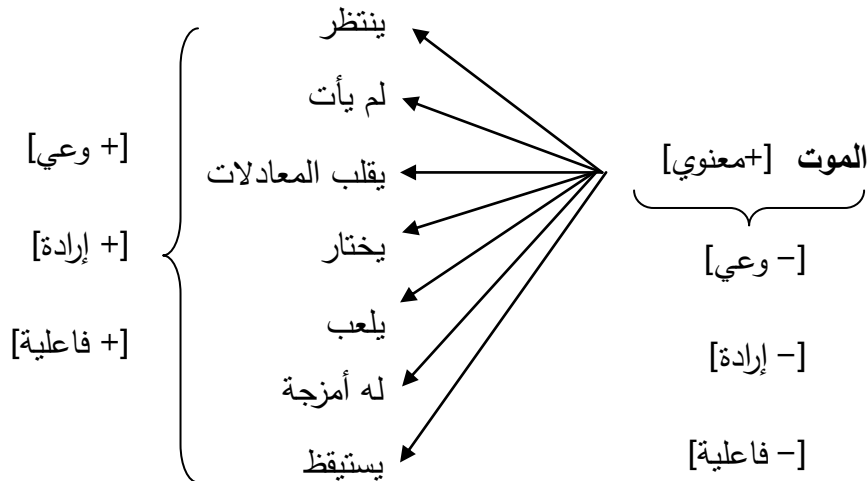 الموت [+معنوي]
[– وعي]
[– إرادة]
[– فاعلية]
ينتظر
لم يأت
يقلب المعادلات
يختار
يلعب
له أمزجة
يستيقظ
[+ وعي]
[+ إرادة]
[+ فاعلية]